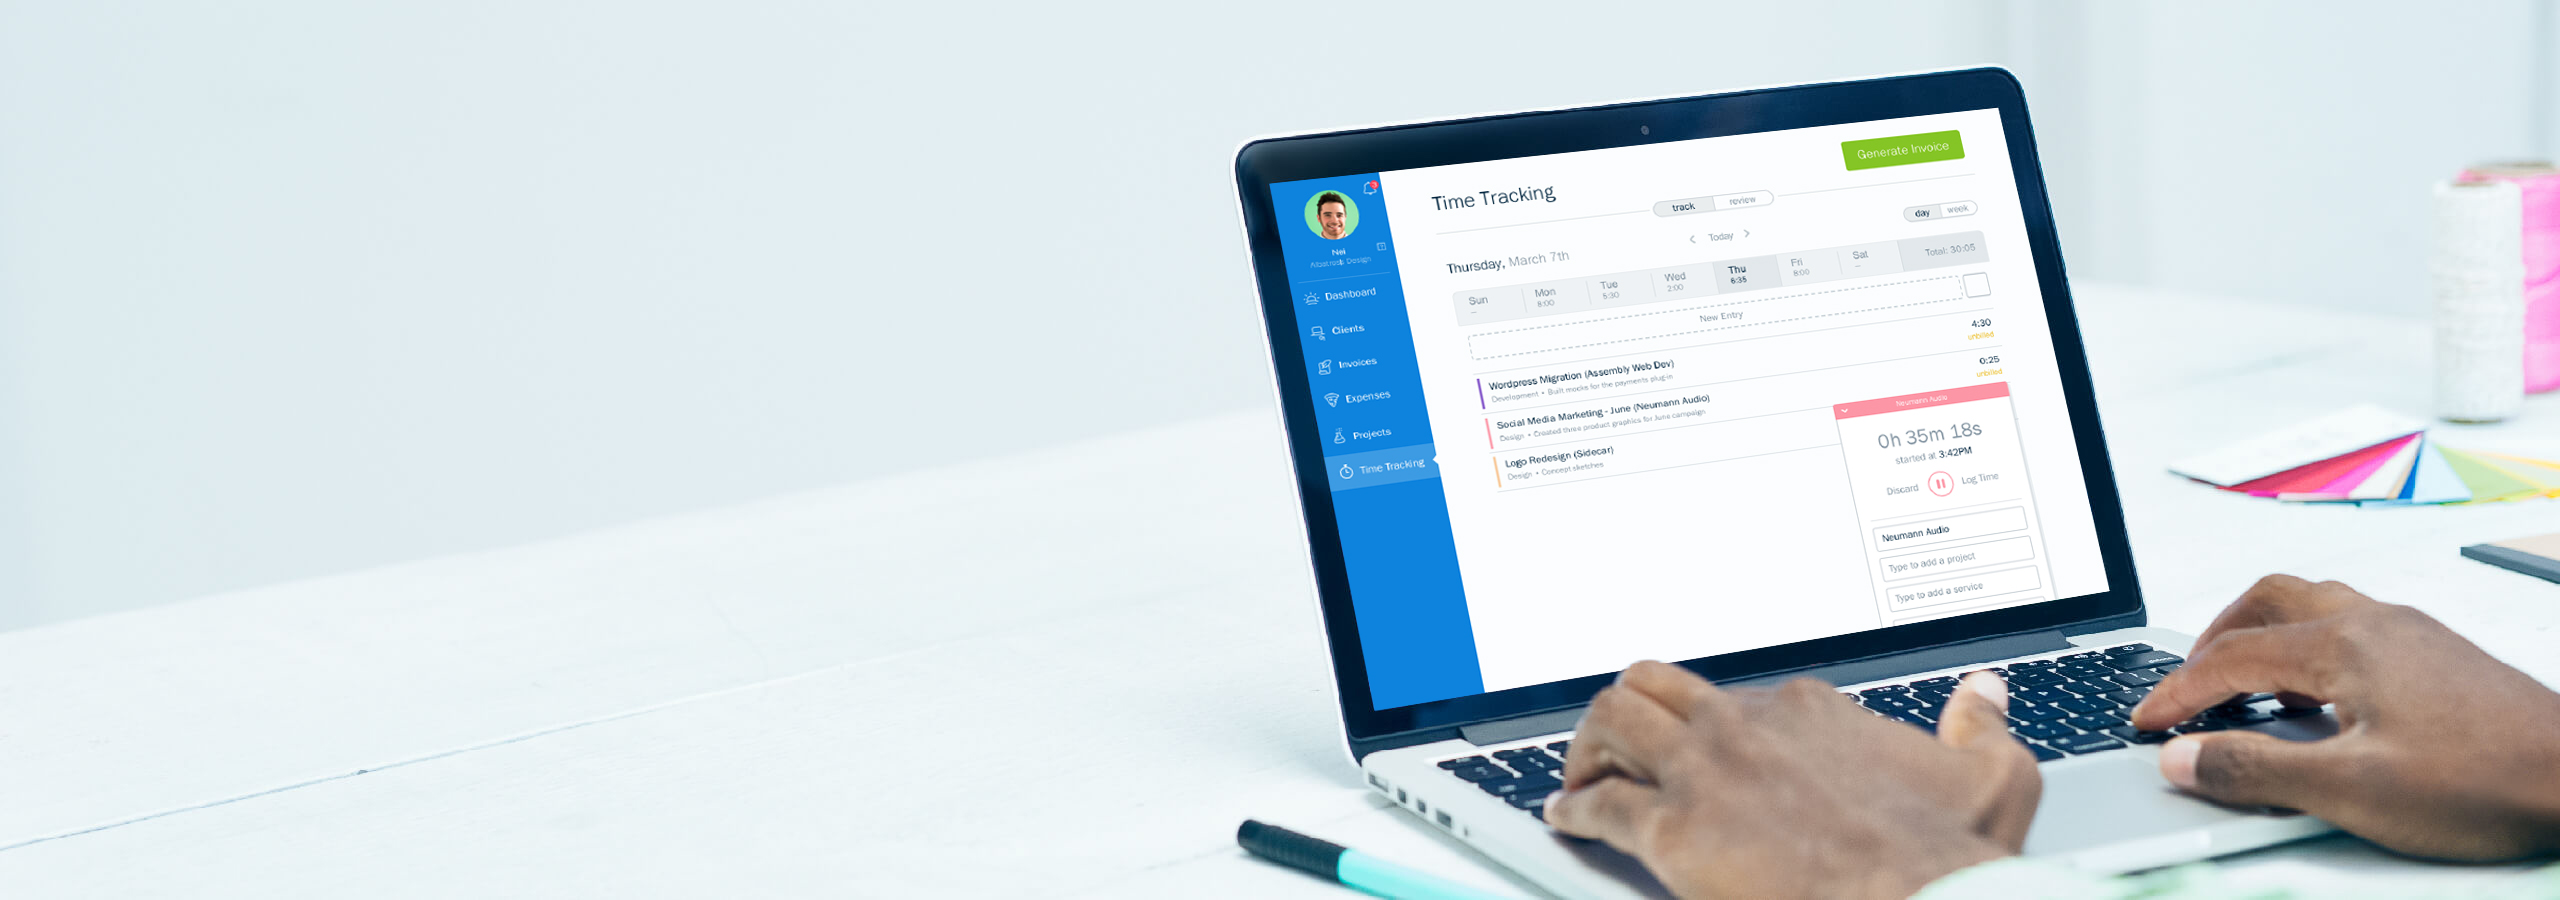 3
Nei
Albatross Design
Dashboard
Clients
Invoices
Expenses
Projects
Time Tracking
Time Tracking
Generate Invoice
track review
day week
Today
Thursday, March 7th
Sun Mon Tue Wed Thu Fri Sat Total: 30:05
— 8:00 5:30 2:00 6:35 8:00 —
New Entry
Wordpress Migration (Assembly Web Dev) 4:30
Development • Built mocks for the payments plug-in unbilled
Social Media Marketing - June (Neumann Audio) 0:25
Design • Created three product graphics for June campaign unbilled
Logo Redesign (Sidecar)
Design • Concept sketches
Neumann Audio
0h 35m 18s
started at 3:42PM
Discard Log Time
Neumann Audio
Type to add a project
Type to add a service